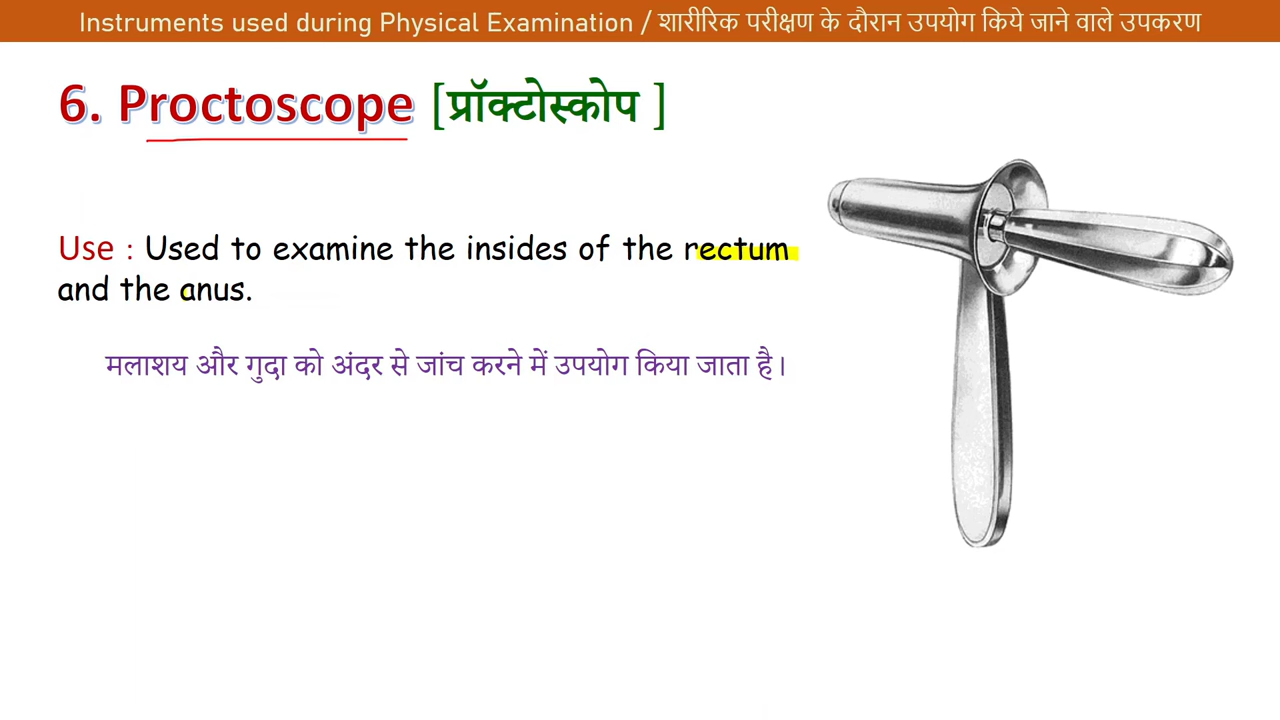 Instruments used during Physical Examination / शारीरिक परीक्षण के दौरान उपयोग किये जाने वाले उपकरण
6. Proctoscope [प्रॉक्टोस्कोप ]
Use : Used to examine the insides of the rectum
and the anus.
मलाशय और गुदा को अंदर से जांच करने में उपयोग किया जाता है।